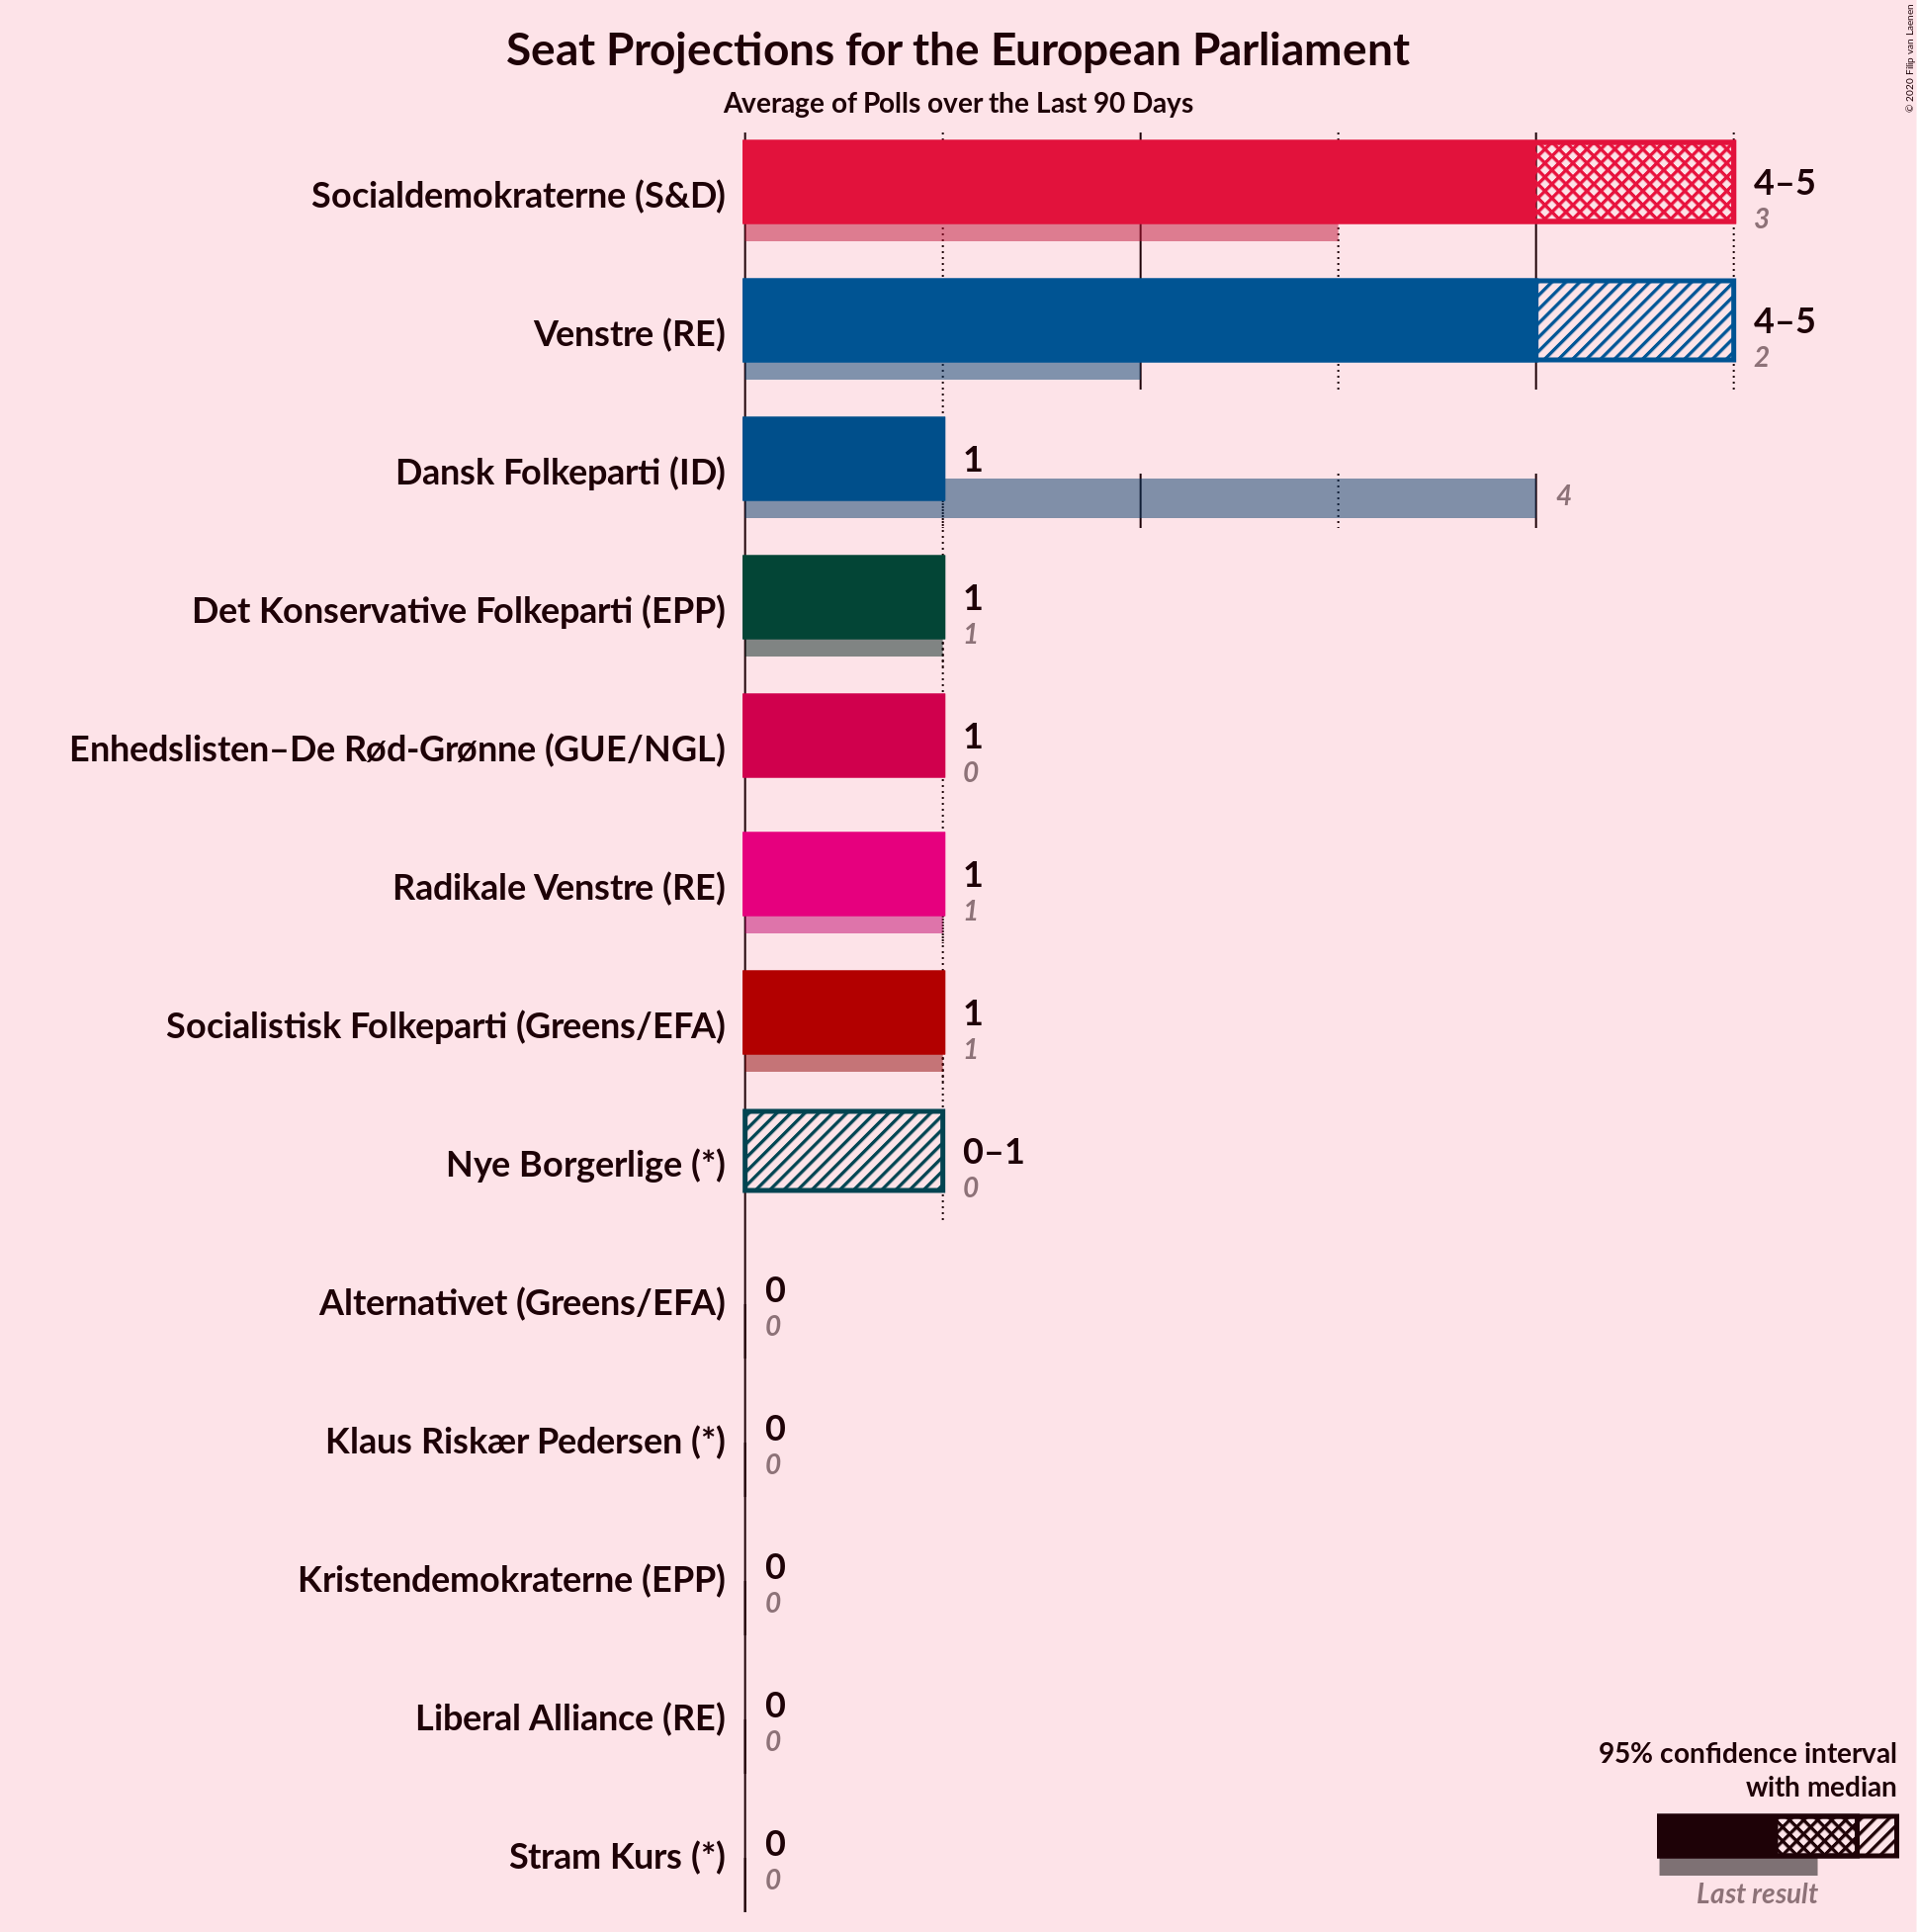 Seat Projections for the European Parliament
Average of Polls over the Last 90 Days
© 2020 Filip van Laenen
Socialdemokraterne (S&D)
4–5
3
Venstre (RE)
4–5
2
Dansk Folkeparti (ID)
1
4
Det Konservative Folkeparti (EPP)
1
1
Enhedslisten–De Rød-Grønne (GUE/NGL)
1
0
Radikale Venstre (RE)
1
1
Socialistisk Folkeparti (Greens/EFA)
1
1
Nye Borgerlige (*)
0–1
0
Alternativet (Greens/EFA)
0
0
Klaus Riskær Pedersen (*)
0
0
Kristendemokraterne (EPP)
0
0
Liberal Alliance (RE)
0
0
Stram Kurs (*)
0
0
95% confidence interval
with median
Last result